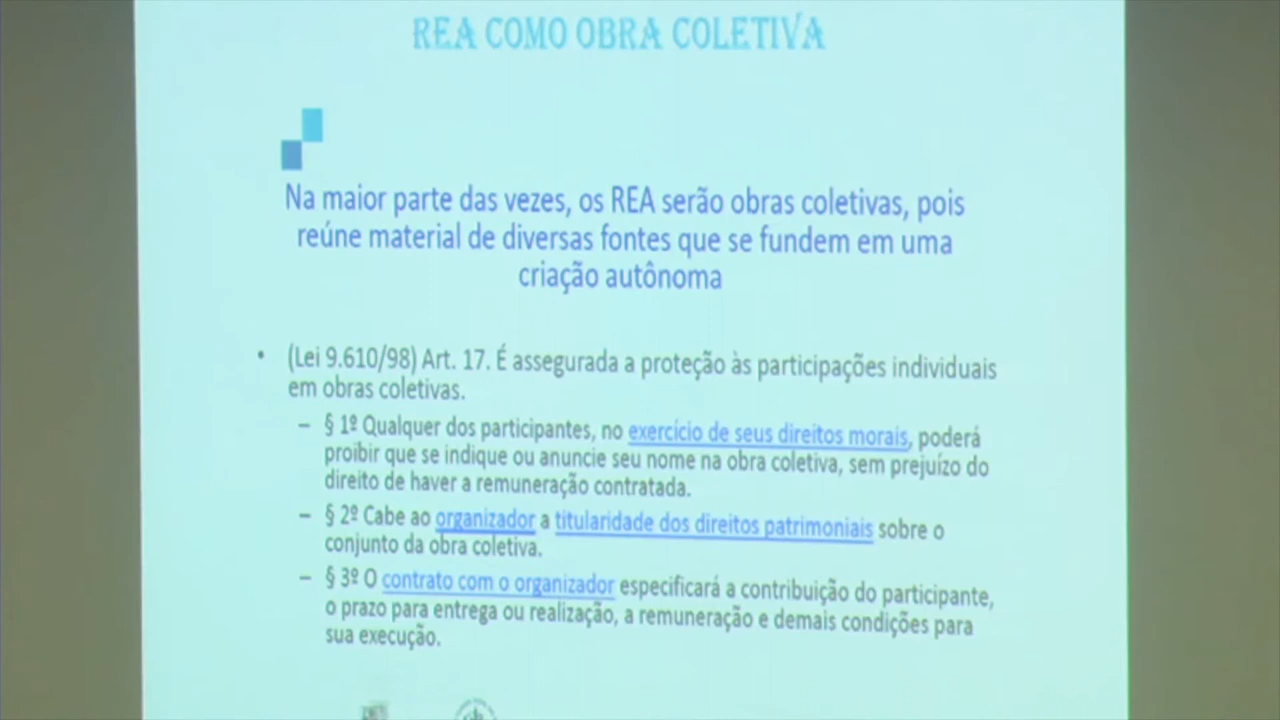 REA COMO OBRA COLETIVA
Na maior parte das vezes, os REA serão obras coletivas, pois
reúne material de diversas fontes que se fundem em uma
criação autônoma
• (Lei 9.610/98) Art. 17. É assegurada a proteção às participações individuais
em obras coletivas.
– § 1º Qualquer dos participantes, no exercício de seus direitos morais, poderá
proibir que se indique ou anuncie seu nome na obra coletiva, sem prejuízo do
direito de haver a remuneração contratada.
– § 2º Cabe ao organizador a titularidade dos direitos patrimoniais sobre o
conjunto da obra coletiva.
– § 3º O contrato com o organizador especificará a contribuição do participante,
o prazo para entrega ou realização, a remuneração e demais condições para
sua execução.